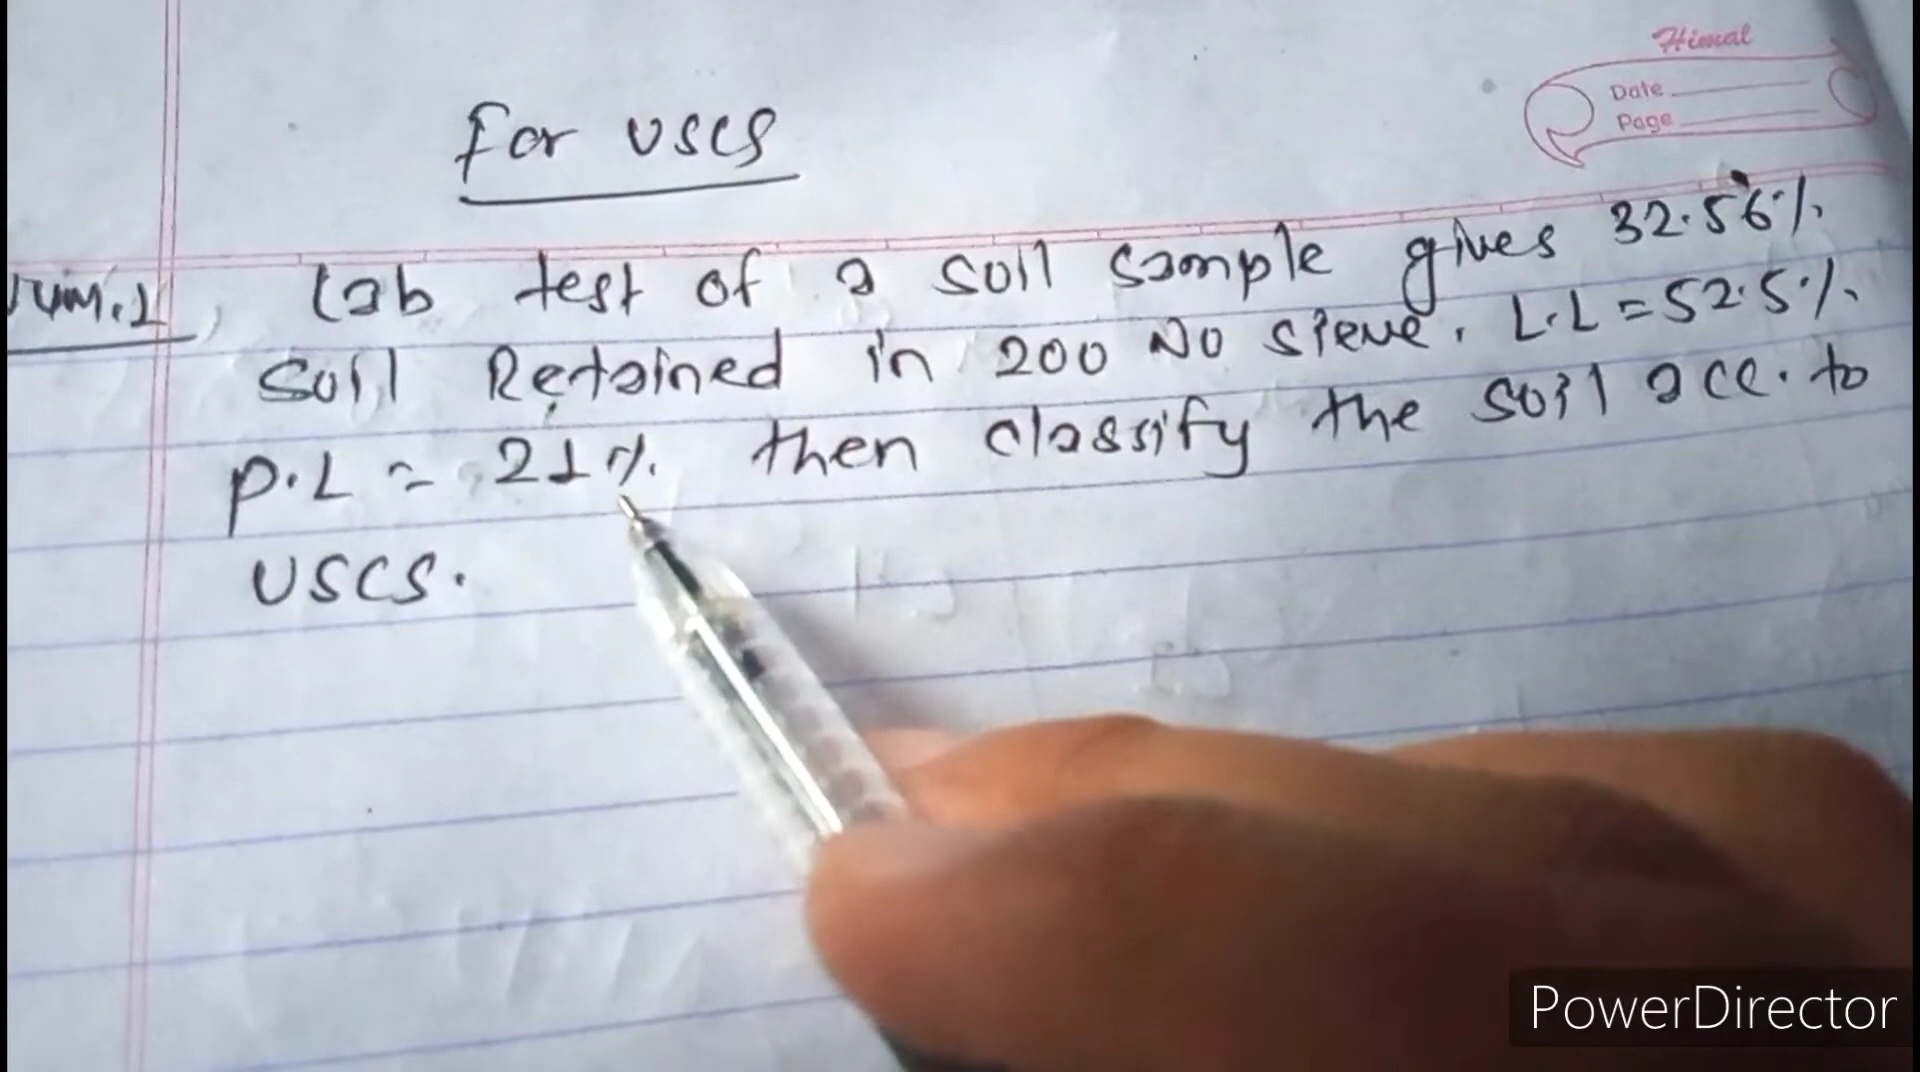 Himal
Date
Page
for USCS
Num.1, Lab test of a soil sample gives 32.56%
soil Retained in 200 No sieve. L.L = 52.5%.
P.L = 21% then classify the soil acc. to
USCS.
PowerDirector